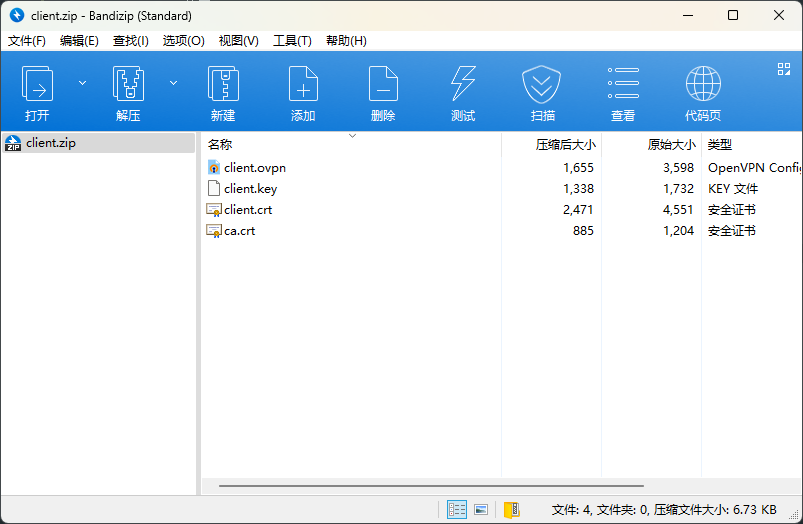 client.zip - Bandizip (Standard)
文件(F) 编辑(E) 查找(I) 选项(O) 视图(V) 工具(T) 帮助(H)
打开 解压 新建 添加 删除 测试 扫描 查看 代码页
ZIP client.zip
名称 压缩后大小 原始大小 类型
client.ovpn 1,655 3,598 OpenVPN Config
client.key 1,338 1,732 KEY 文件
client.crt 2,471 4,551 安全证书
ca.crt 885 1,204 安全证书
文件: 4, 文件夹: 0, 压缩文件大小: 6.73 KB